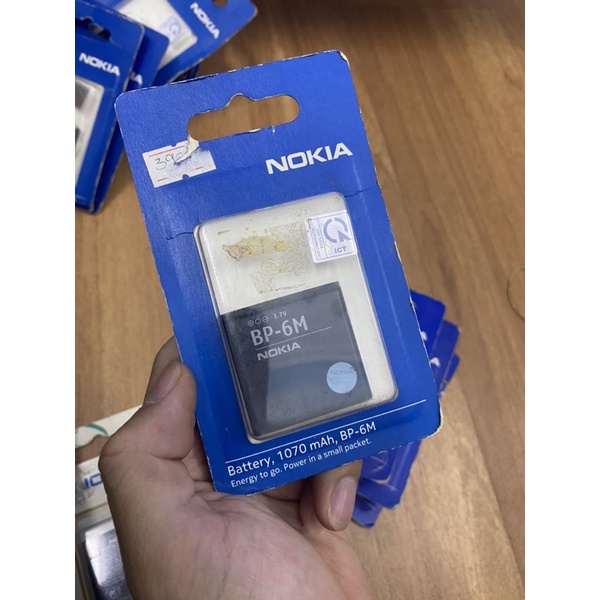 NOKIA
NOKIA
ICT
3.7V
BP-6M
NOKIA
NOKIA
Battery, 1070 mAh, BP-6M
Energy to go. Power in a small packet.